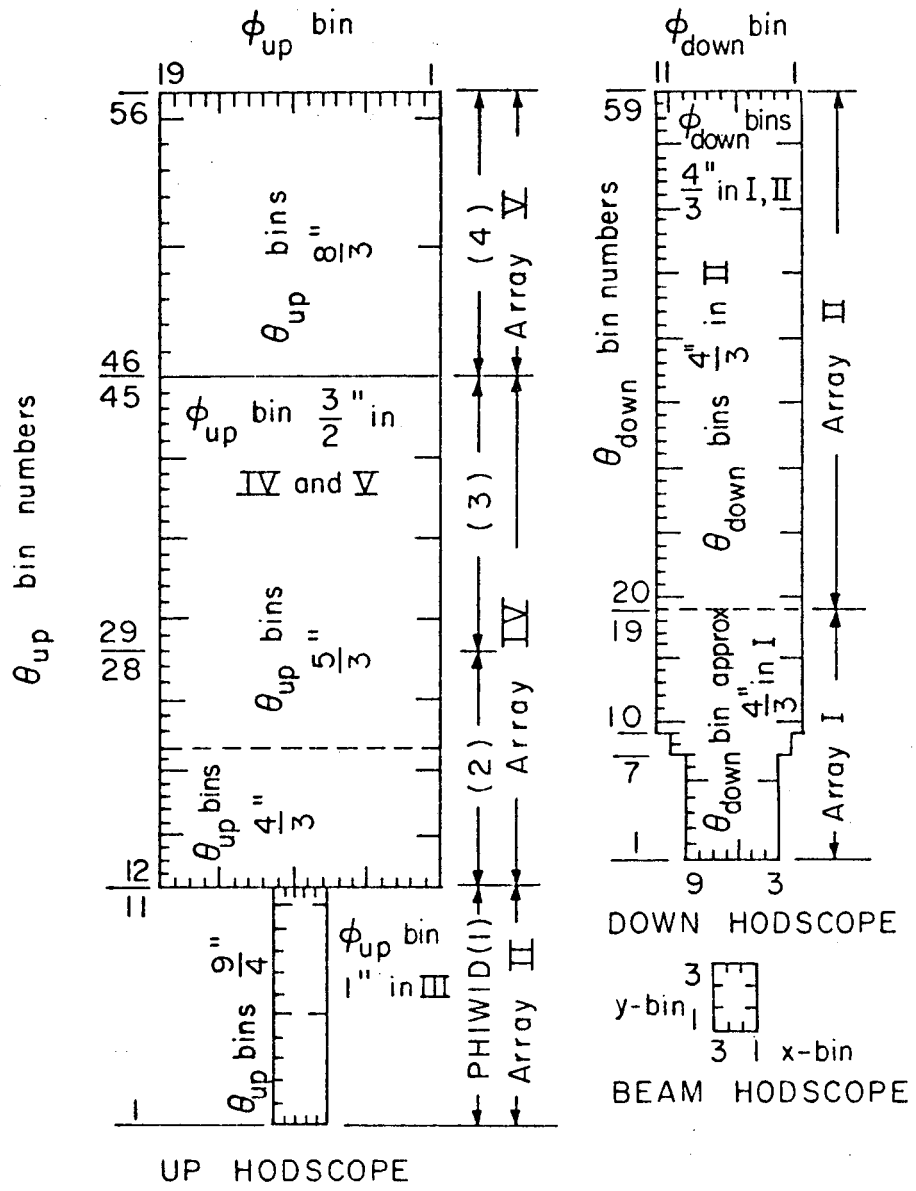 ϕup bin
19 1
56
θup bins 8/3"
(4)
Array V
46
45
ϕup bin 3/2" in
IV and V
(3)
θup bin numbers
29
28
θup bins 5/3"
Array IV
(2)
θup bins 4/3"
12
11
θup bins 9/4"
ϕup bin
1" in III
PHIWID(1)
Array II
1
UP HODSCOPE
ϕdown bin
11 1
59
ϕdown bins
4/3" in I, II
θdown bin numbers
θdown bins 4/3" in II
Array II
20
19
θdown bin approx
4/3" in I
Array I
10
7
1
9 3
DOWN HODSCOPE
3
y-bin
1
3 1 x-bin
BEAM HODSCOPE